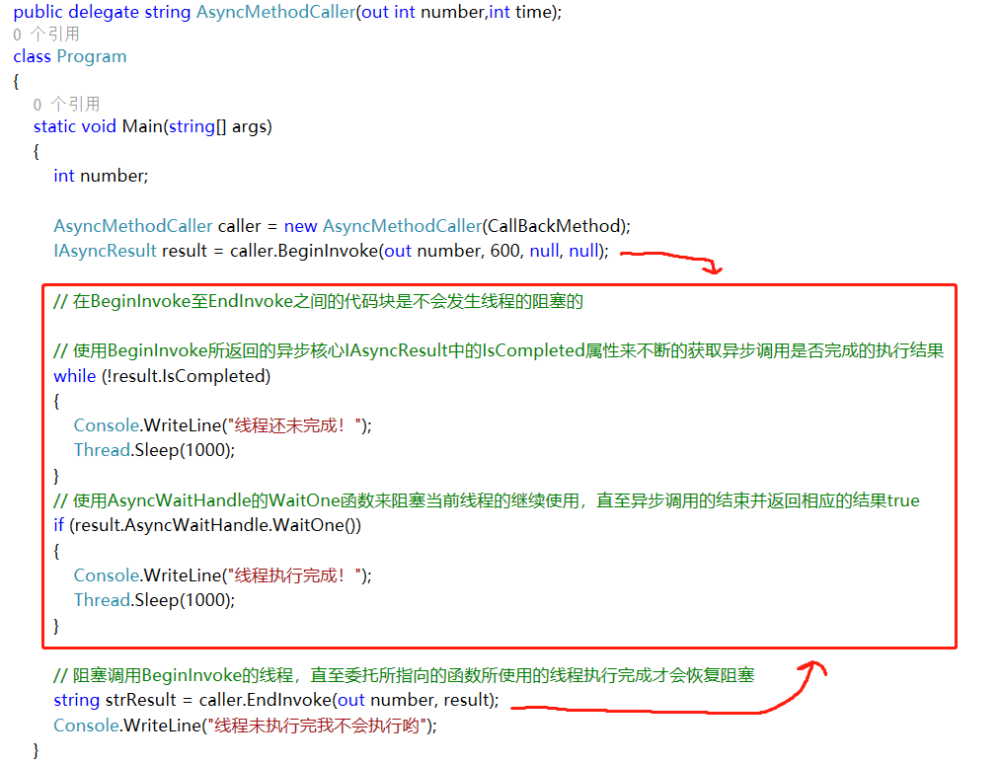 public delegate string AsyncMethodCaller(out int number,int time);
0 个引用
class Program
{
0 个引用
static void Main(string[] args)
{
int number;
AsyncMethodCaller caller = new AsyncMethodCaller(CallBackMethod);
IAsyncResult result = caller.BeginInvoke(out number, 600, null, null);
// 在BeginInvoke至EndInvoke之间的代码块是不会发生线程的阻塞的
// 使用BeginInvoke所返回的异步核心IAsyncResult中的IsCompleted属性来不断的获取异步调用是否完成的执行结果
while (!result.IsCompleted)
{
Console.WriteLine("线程还未完成！");
Thread.Sleep(1000);
}
// 使用AsyncWaitHandle的WaitOne函数来阻塞当前线程的继续使用，直至异步调用的结束并返回相应的结果true
if (result.AsyncWaitHandle.WaitOne())
{
Console.WriteLine("线程执行完成！");
Thread.Sleep(1000);
}
// 阻塞调用BeginInvoke的线程，直至委托所指向的函数所使用的线程执行完成才会恢复阻塞
string strResult = caller.EndInvoke(out number, result);
Console.WriteLine("线程未执行完我不会执行哟");
}